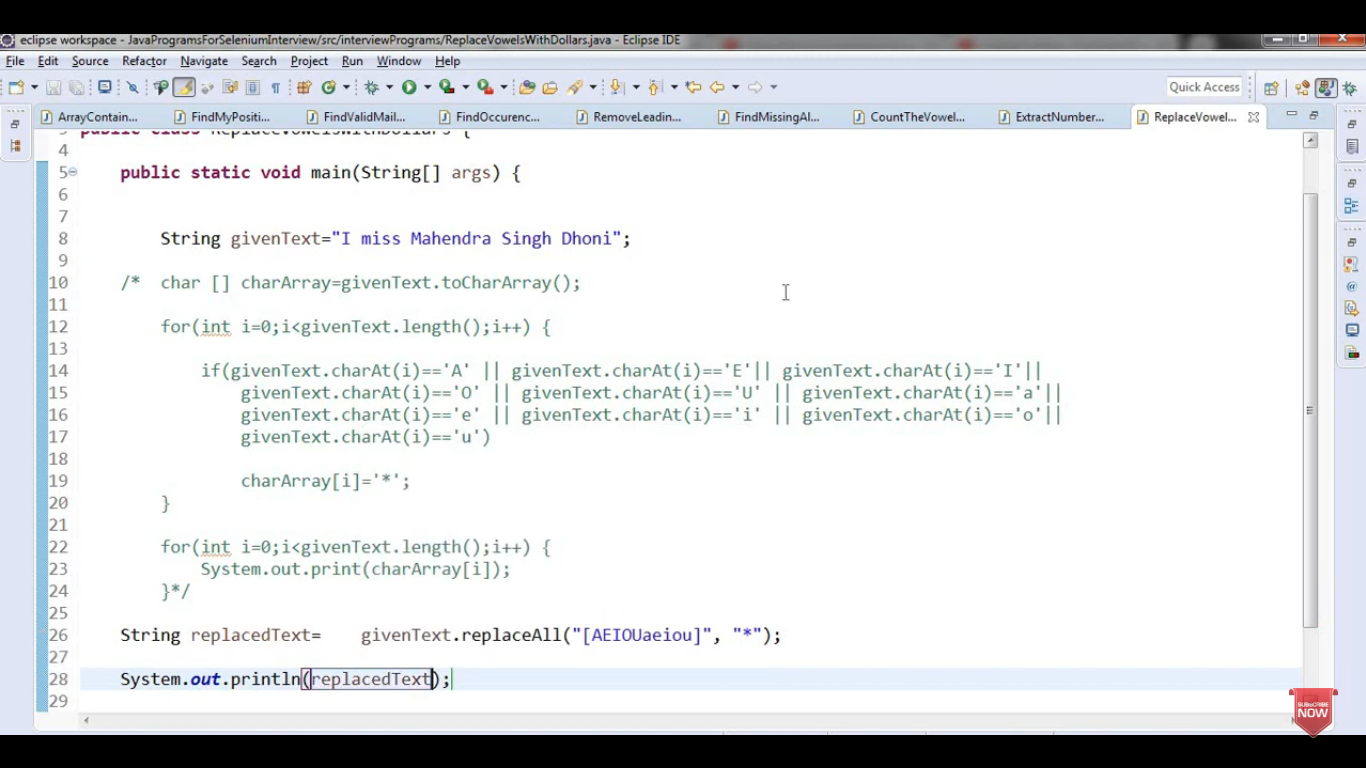 eclipse workspace - JavaProgramsForSeleniumInterview/src/interviewPrograms/ReplaceVowelsWithDollars.java - Eclipse IDE
File Edit Source Refactor Navigate Search Project Run Window Help
Quick Access
ArrayContain... FindMyPositi... FindValidMail... FindOccurenc... RemoveLeadin... FindMissingAl... CountTheVowel... ExtractNumber... ReplaceVowel...
3 public class ReplaceVowelsWithDollars {
4
5 public static void main(String[] args) {
6
7
8 String givenText="I miss Mahendra Singh Dhoni";
9
10 /* char [] charArray=givenText.toCharArray();
11
12 for(int i=0;i<givenText.length();i++) {
13
14 if(givenText.charAt(i)=='A' || givenText.charAt(i)=='E'|| givenText.charAt(i)=='I'||
15 givenText.charAt(i)=='O' || givenText.charAt(i)=='U' || givenText.charAt(i)=='a'||
16 givenText.charAt(i)=='e' || givenText.charAt(i)=='i' || givenText.charAt(i)=='o'||
17 givenText.charAt(i)=='u')
18
19 charArray[i]='*';
20 }
21
22 for(int i=0;i<givenText.length();i++) {
23 System.out.print(charArray[i]);
24 }*/
25
26 String replacedText= givenText.replaceAll("[AEIOUaeiou]", "*");
27
28 System.out.println(replacedText);
29
SUBSCRIBE
NOW